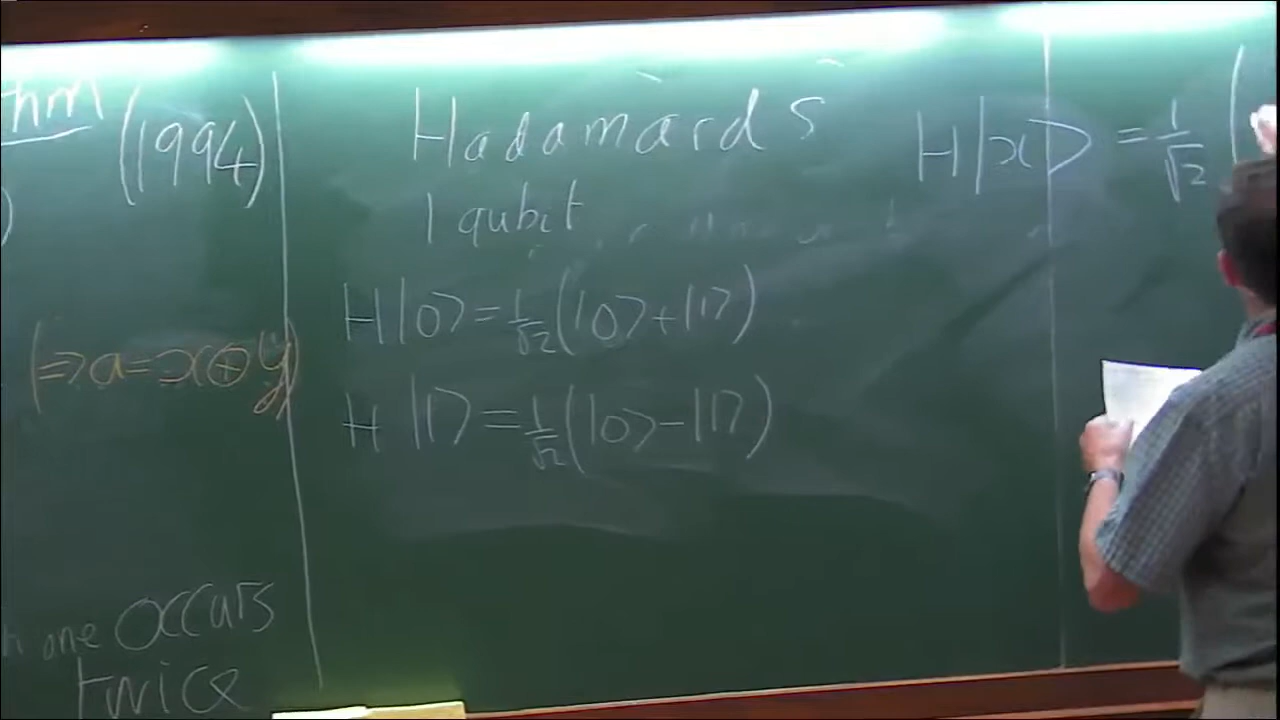 (1994)
(⇒a=x⊕y)
one occurs
twice
Hadamards
1 qubit
H|0⟩=1/√2(|0⟩+|1⟩)
H|1⟩=1/√2(|0⟩-|1⟩)
H|x⟩ = 1/√2 (